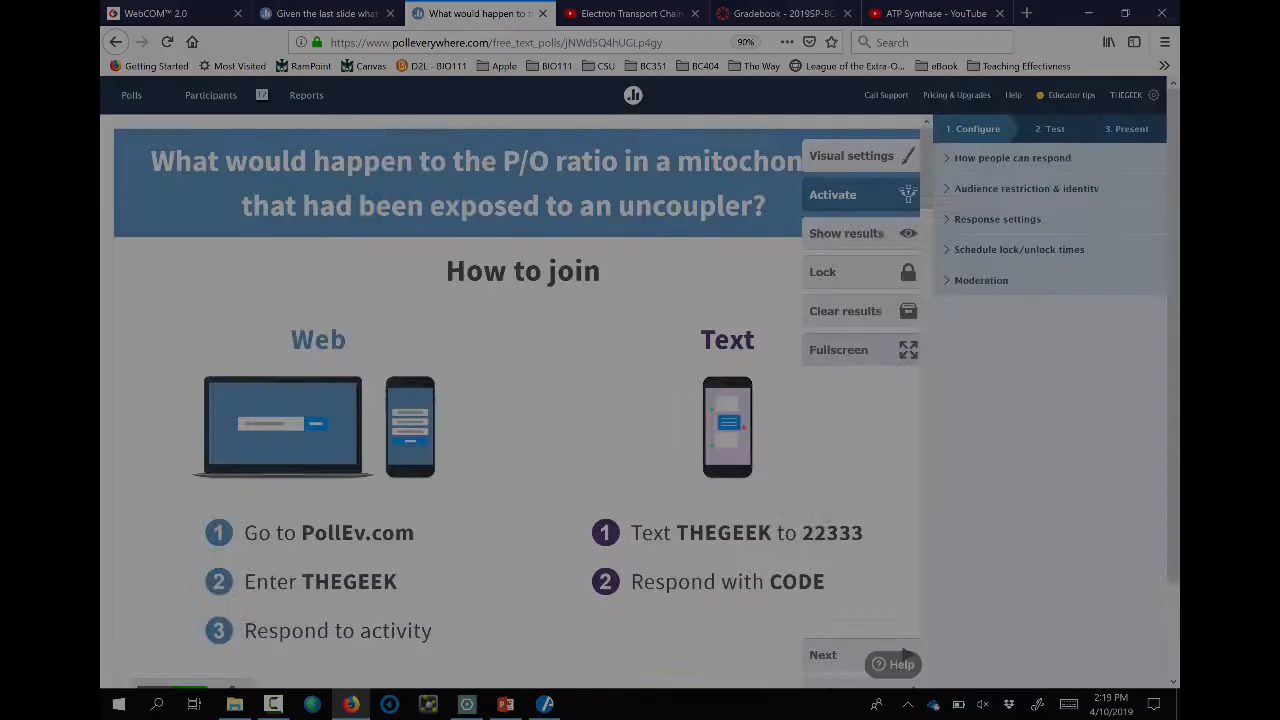 WebCOM™ 2.0
Given the last slide what
What would happen to t
Electron Transport Chain.
Gradebook - 2019SP-BC
ATP Synthase - YouTube
https://www.polleverywhere.com/free_text_polls/jNWd5Q4hUGLp4gy
90%
Search
Getting Started
Most Visited
RamPoint
Canvas
D2L - BIO111
Apple
BIO111
CSU
BC351
BC404
The Way
League of the Extra-O...
eBook
Teaching Effectivness
Polls
Participants
12
Reports
Call Support
Pricing & Upgrades
Help
Educator tips
THEGEEK
What would happen to the P/O ratio in a mitochon
that had been exposed to an uncoupler?
Visual settings
Activate
Show results
Lock
Clear results
Fullscreen
1. Configure
2. Test
3. Present
How people can respond
Audience restriction & identity
Response settings
Schedule lock/unlock times
Moderation
How to join
Web
1 Go to PollEv.com
2 Enter THEGEEK
3 Respond to activity
Text
1 Text THEGEEK to 22333
2 Respond with CODE
Next
Help
2:19 PM
4/10/2019